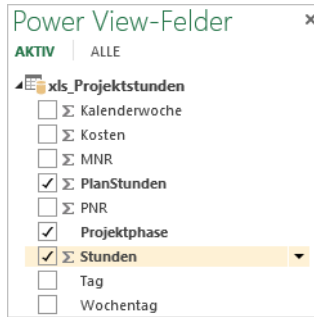 Power View-Felder
AKTIV ALLE
xls_Projektstunden
Σ Kalenderwoche
Σ Kosten
Σ MNR
Σ PlanStunden
Σ PNR
Projektphase
Σ Stunden
Tag
Wochentag